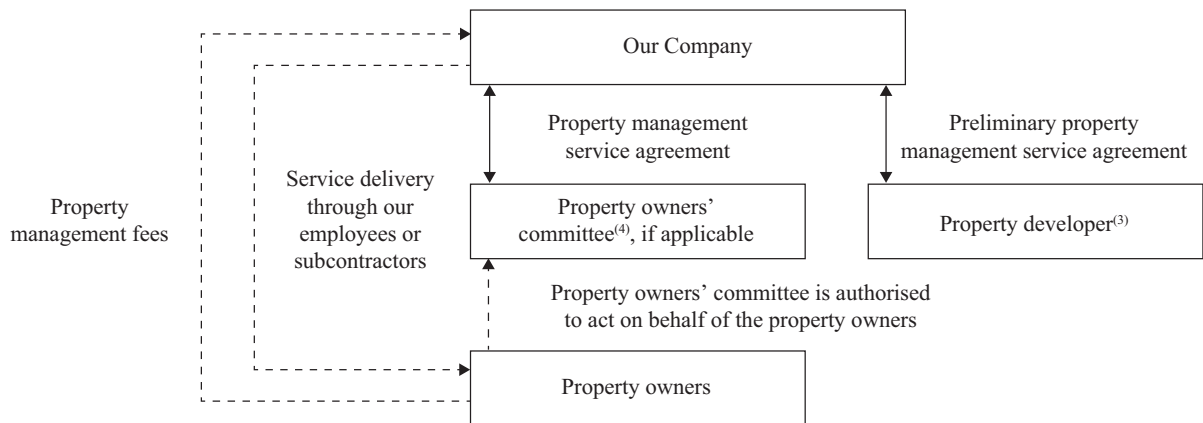 Our Company
Property management
service agreement
Preliminary property
management service agreement
Property
management fees
Service delivery
through our
employees or
subcontractors
Property owners’
committee(4), if applicable
Property developer(3)
Property owners’ committee is authorised
to act on behalf of the property owners
Property owners